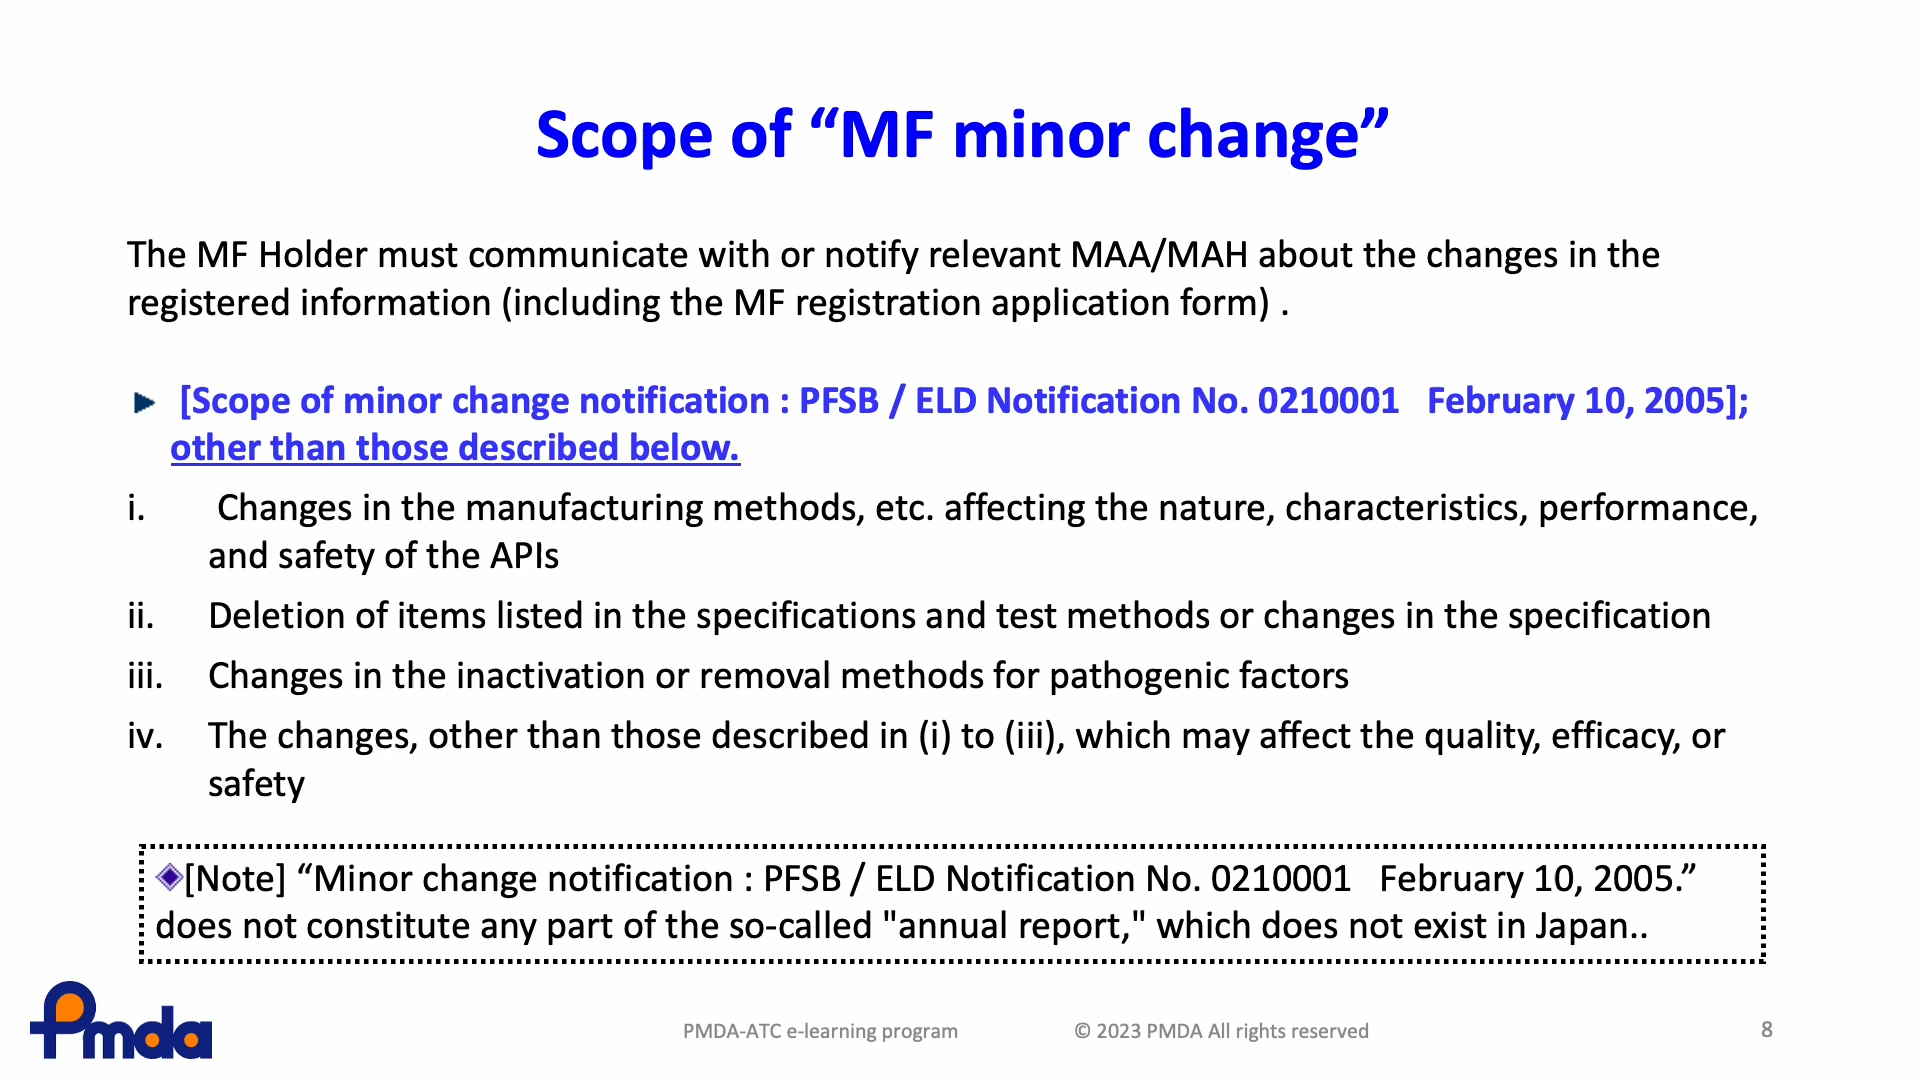 Scope of “MF minor change”
The MF Holder must communicate with or notify relevant MAA/MAH about the changes in the
registered information (including the MF registration application form) .
[Scope of minor change notification : PFSB / ELD Notification No. 0210001   February 10, 2005];
other than those described below.
i. Changes in the manufacturing methods, etc. affecting the nature, characteristics, performance,
and safety of the APIs
ii. Deletion of items listed in the specifications and test methods or changes in the specification
iii. Changes in the inactivation or removal methods for pathogenic factors
iv. The changes, other than those described in (i) to (iii), which may affect the quality, efficacy, or
safety
[Note] “Minor change notification : PFSB / ELD Notification No. 0210001   February 10, 2005.”
does not constitute any part of the so-called "annual report," which does not exist in Japan..
Pmda
PMDA-ATC e-learning program
© 2023 PMDA All rights reserved
8